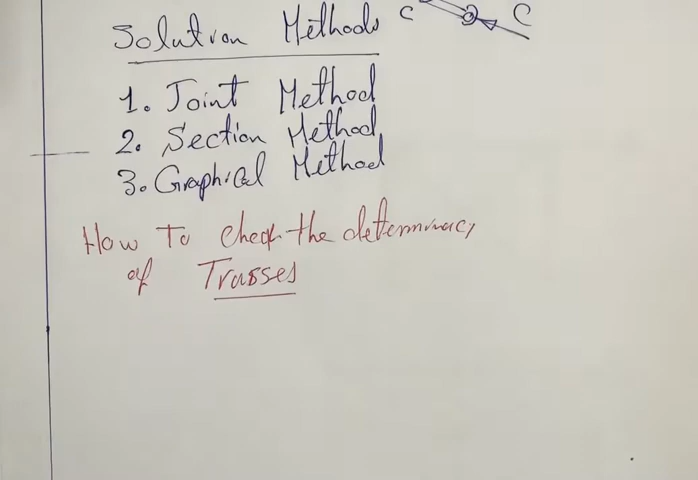 C C
Solution Methods
1. Joint Method
2. Section Method
3. Graphical Method
How To check the determinacy
of Trusses